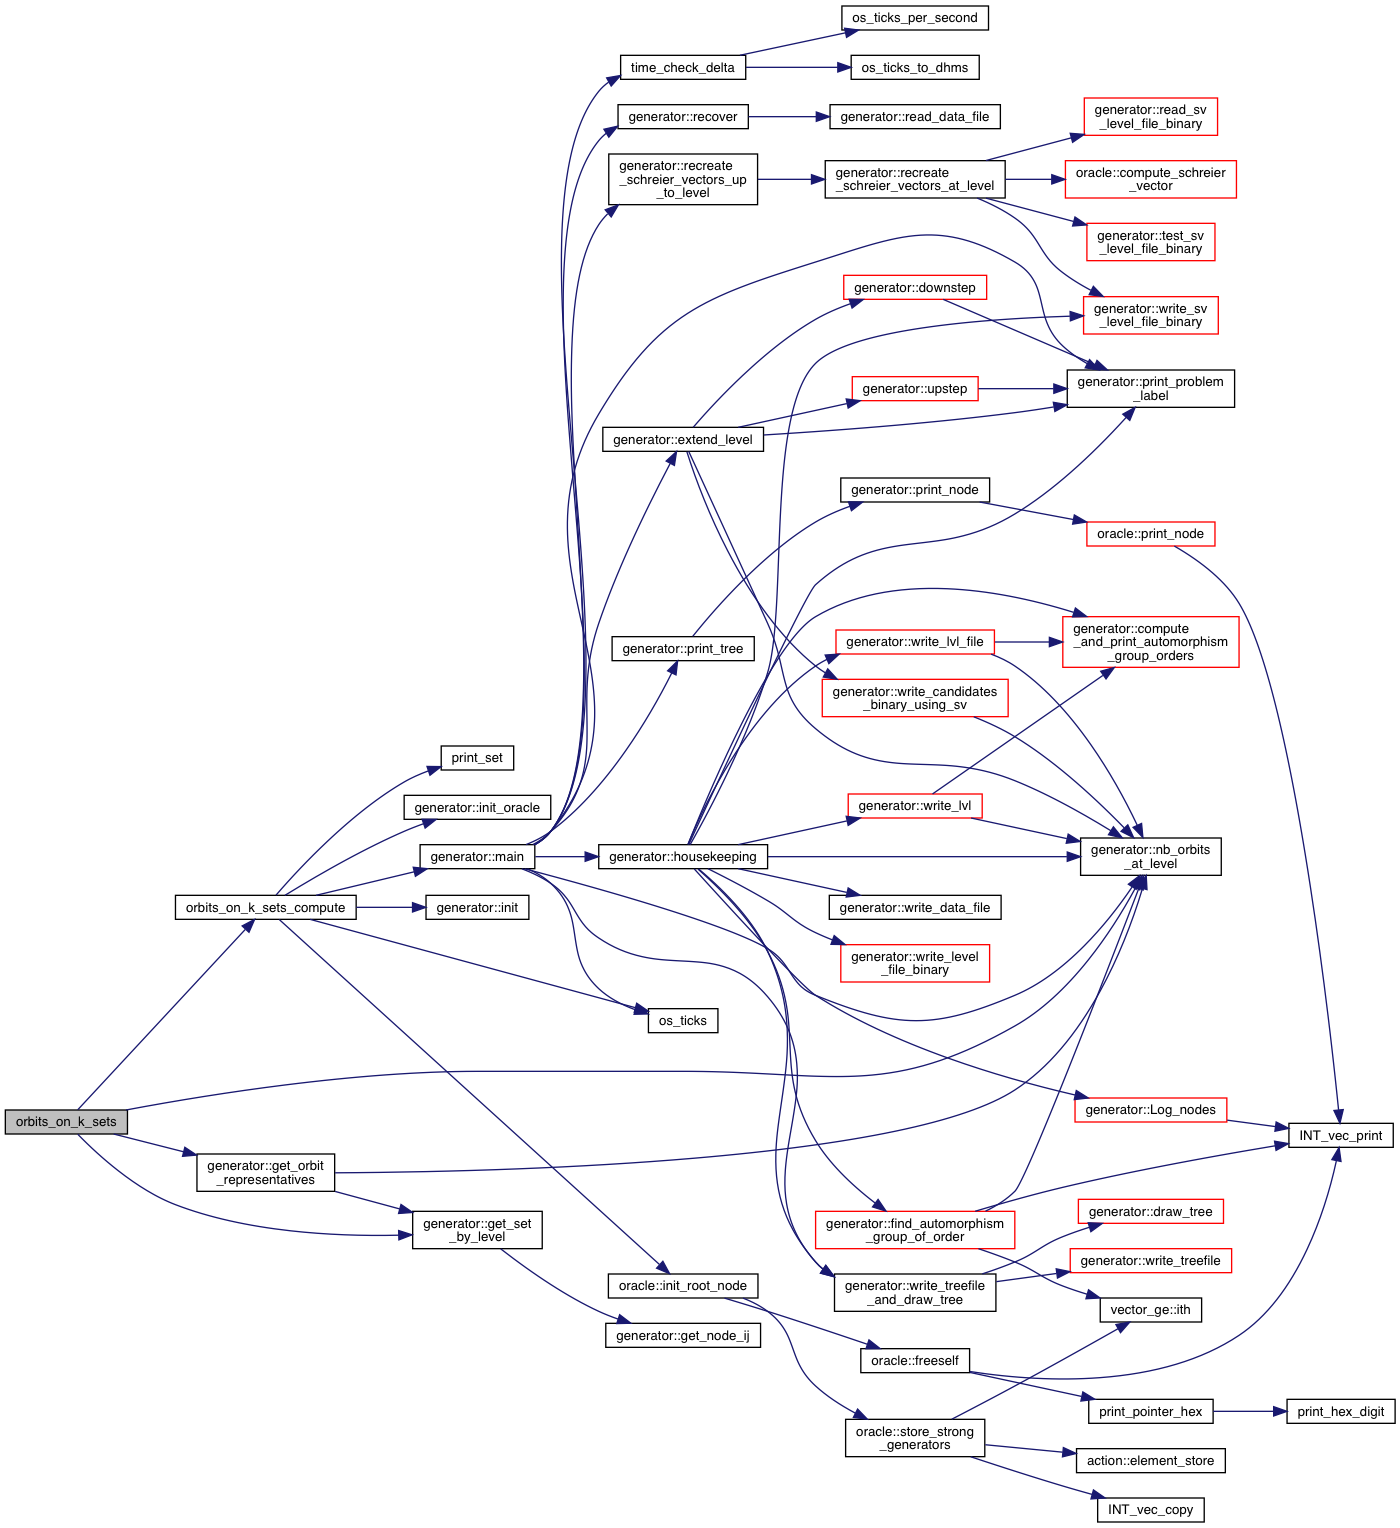 os_ticks_per_second
time_check_delta
os_ticks_to_dhms
generator::recover
generator::read_data_file
generator::read_sv
_level_file_binary
generator::recreate
_schreier_vectors_up
_to_level
generator::recreate
_schreier_vectors_at_level
oracle::compute_schreier
_vector
generator::test_sv
_level_file_binary
generator::downstep
generator::write_sv
_level_file_binary
generator::upstep
generator::print_problem
_label
generator::extend_level
generator::print_node
oracle::print_node
generator::print_tree
generator::write_lvl_file
generator::compute
_and_print_automorphism
_group_orders
generator::write_candidates
_binary_using_sv
print_set
generator::init_oracle
generator::write_lvl
generator::main
generator::housekeeping
generator::nb_orbits
_at_level
orbits_on_k_sets_compute
generator::init
generator::write_data_file
generator::write_level
_file_binary
os_ticks
orbits_on_k_sets
generator::Log_nodes
INT_vec_print
generator::get_orbit
_representatives
generator::get_set
_by_level
generator::find_automorphism
_group_of_order
generator::draw_tree
generator::write_treefile
oracle::init_root_node
generator::write_treefile
_and_draw_tree
vector_ge::ith
generator::get_node_ij
oracle::freeself
print_pointer_hex
print_hex_digit
oracle::store_strong
_generators
action::element_store
INT_vec_copy